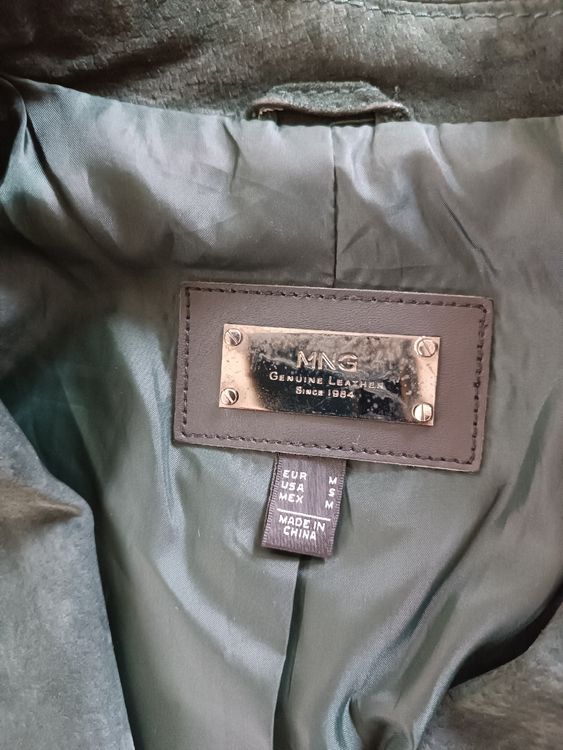 MNG
GENUINE LEATHER
SINCE 1984
EUR M
USA S
MEX M
MADE IN
CHINA